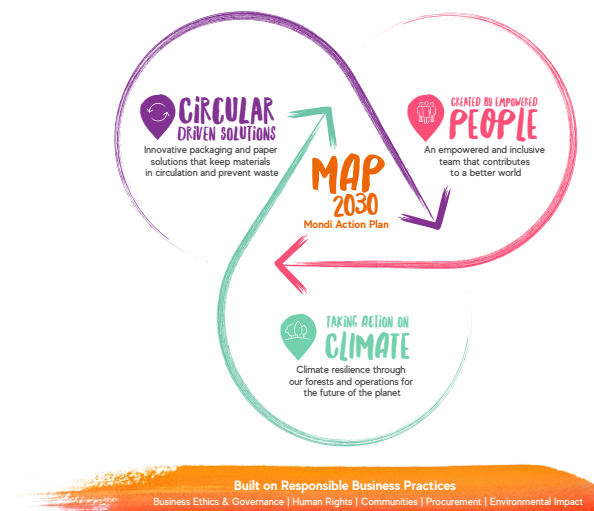 CIRCULAR
DRIVEN SOLUTIONS
Innovative packaging and paper
solutions that keep materials
in circulation and prevent waste
CREATED BY EMPOWERED
PEOPLE
An empowered and inclusive
team that contributes
to a better world
MAP
2030
Mondi Action Plan
TAKING ACTION ON
CLIMATE
Climate resilience through
our forests and operations for
the future of the planet
Built on Responsible Business Practices
Business Ethics & Governance | Human Rights | Communities | Procurement | Environmental Impact